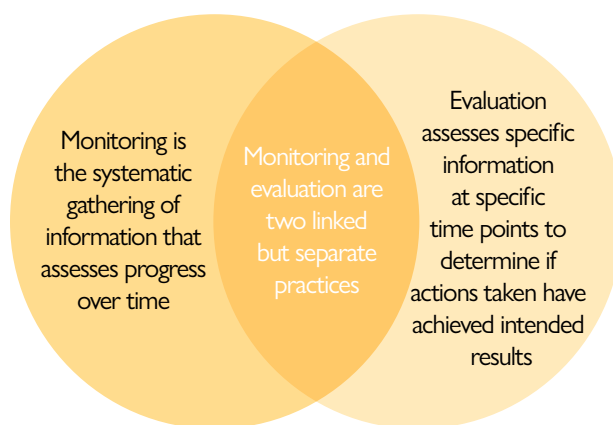 Monitoring is
the systematic
gathering of
information that
assesses progress
over time
Monitoring and
evaluation are
two linked
but separate
practices
Evaluation
assesses specific
information
at specific
time points to
determine if
actions taken have
achieved intended
results